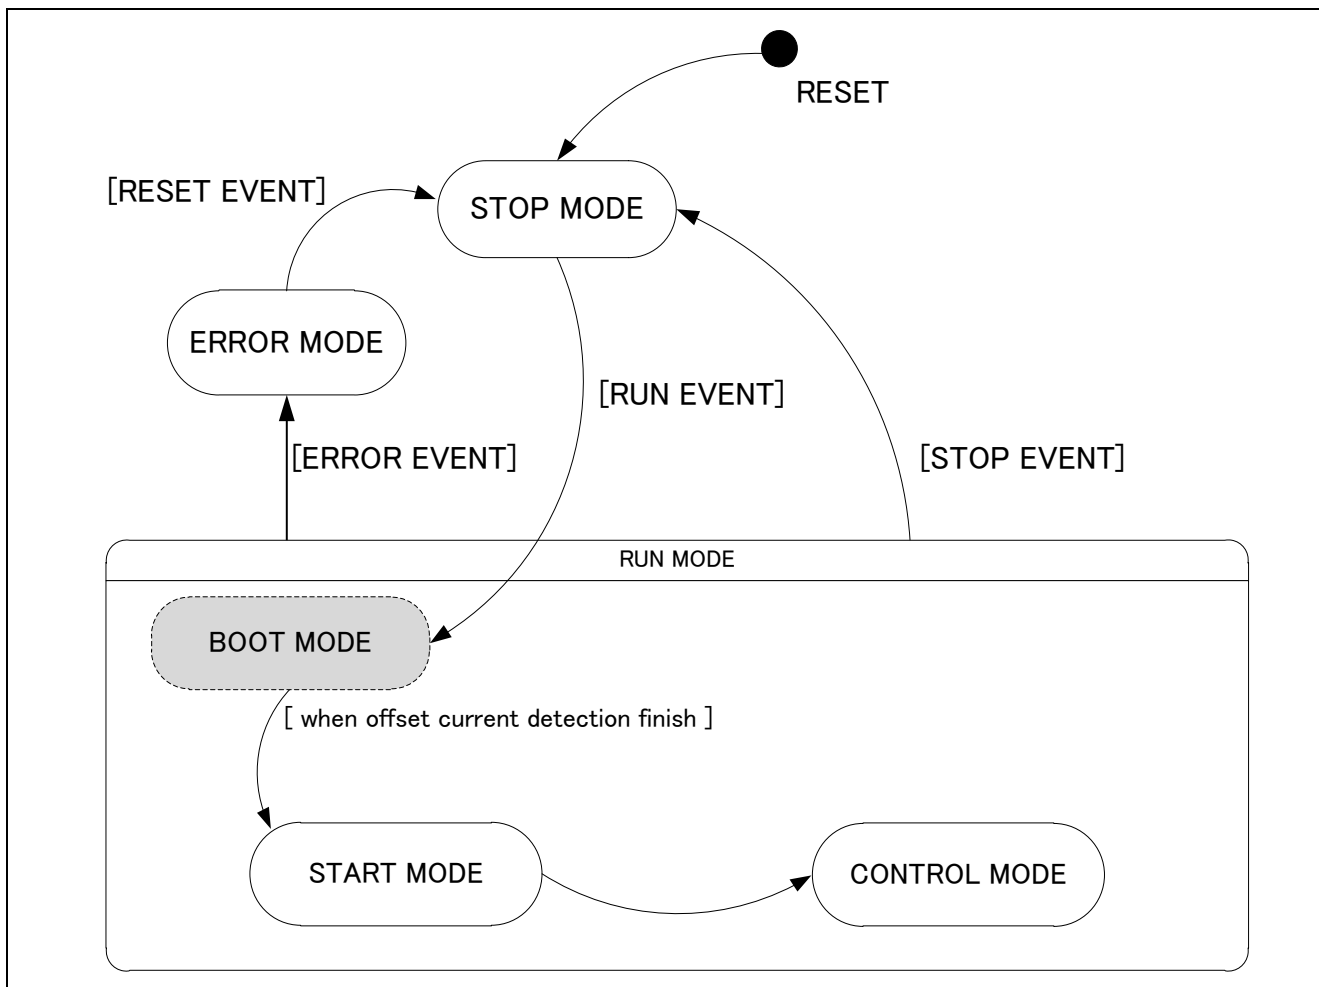 RESET
[RESET EVENT]
STOP MODE
ERROR MODE
[RUN EVENT]
[ERROR EVENT]
[STOP EVENT]
RUN MODE
BOOT MODE
[ when offset current detection finish ]
START MODE
CONTROL MODE